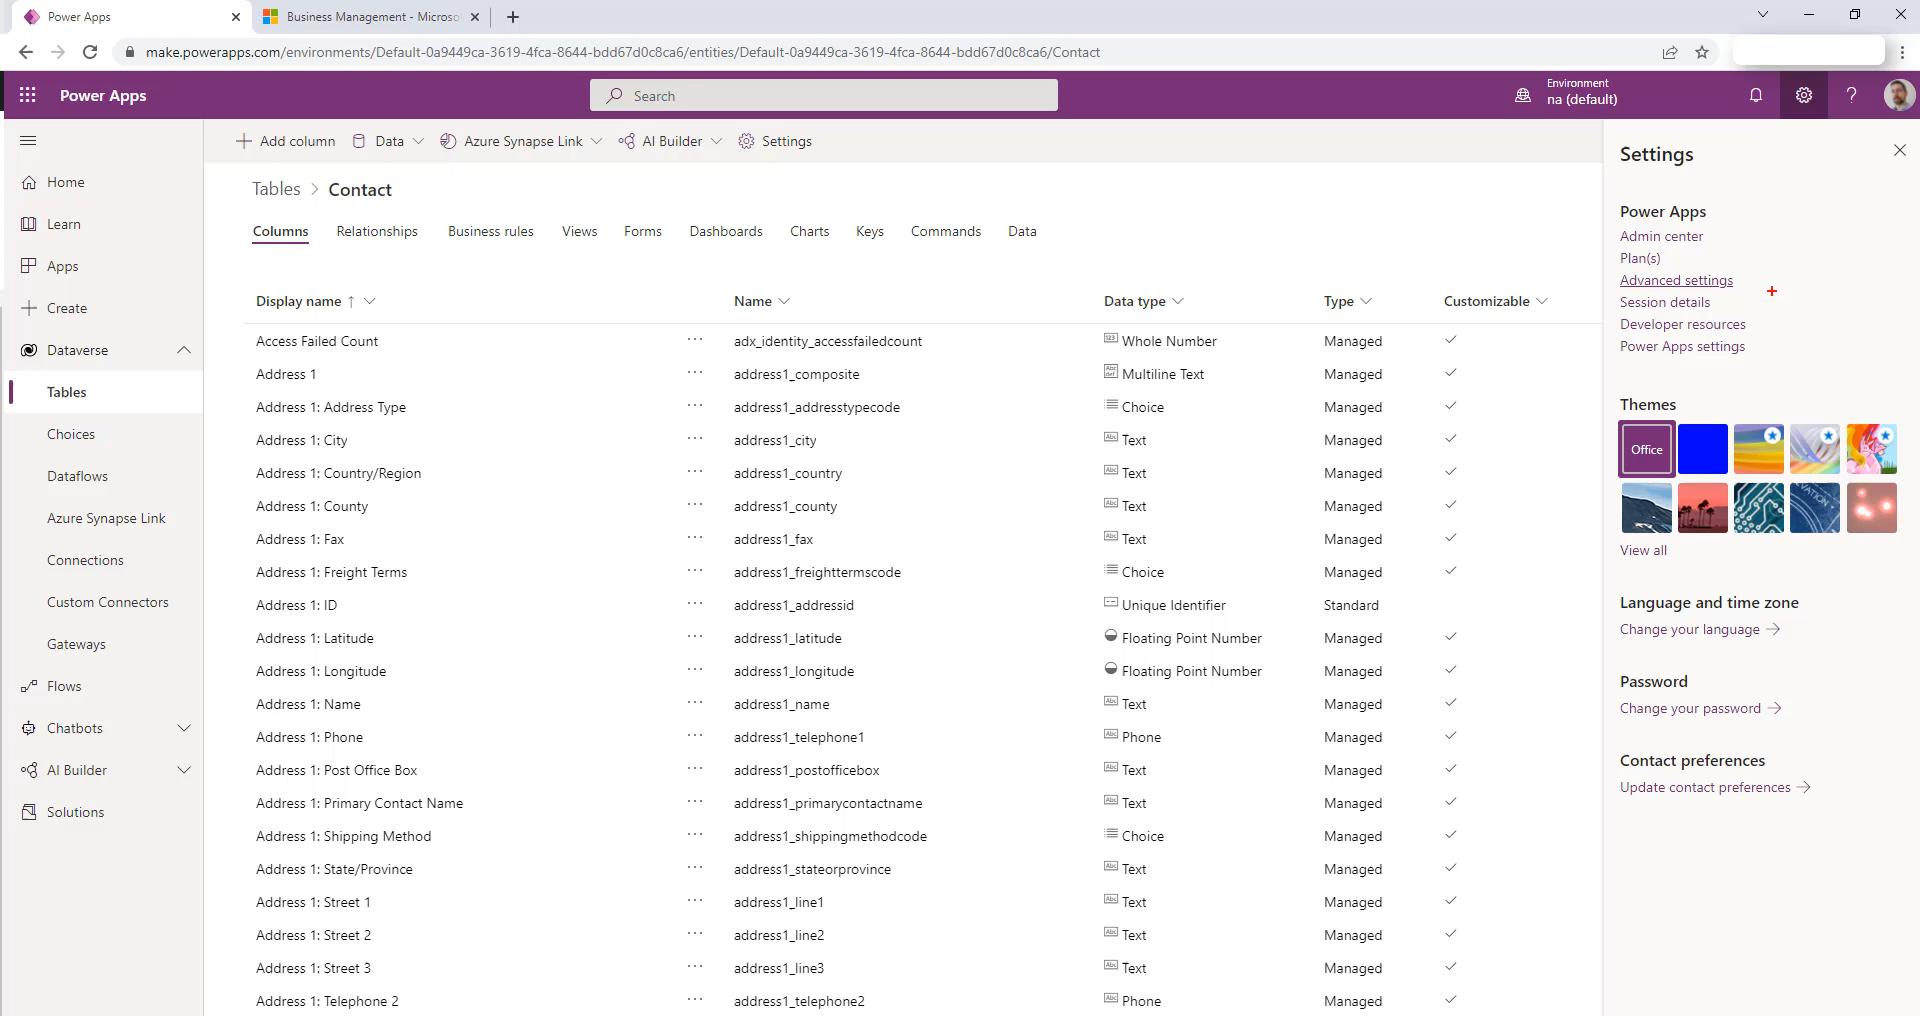 Power Apps
Business Management - Microso
make.powerapps.com/environments/Default-0a9449ca-3619-4fca-8644-bdd67d0c8ca6/entities/Default-0a9449ca-3619-4fca-8644-bdd67d0c8ca6/Contact
Power Apps
Search
Environment
na (default)
Add column
Data
Azure Synapse Link
AI Builder
Settings
Home
Learn
Apps
Create
Dataverse
Tables
Choices
Dataflows
Azure Synapse Link
Connections
Custom Connectors
Gateways
Flows
Chatbots
AI Builder
Solutions
Tables > Contact
Columns Relationships Business rules Views Forms Dashboards Charts Keys Commands Data
Display name ↑ Name Data type Type Customizable
Access Failed Count ··· adx_identity_accessfailedcount Whole Number Managed
Address 1 ··· address1_composite Multiline Text Managed
Address 1: Address Type ··· address1_addresstypecode Choice Managed
Address 1: City ··· address1_city Text Managed
Address 1: Country/Region ··· address1_country Text Managed
Address 1: County ··· address1_county Text Managed
Address 1: Fax ··· address1_fax Text Managed
Address 1: Freight Terms ··· address1_freighttermscode Choice Managed
Address 1: ID ··· address1_addressid Unique Identifier Standard
Address 1: Latitude ··· address1_latitude Floating Point Number Managed
Address 1: Longitude ··· address1_longitude Floating Point Number Managed
Address 1: Name ··· address1_name Text Managed
Address 1: Phone ··· address1_telephone1 Phone Managed
Address 1: Post Office Box ··· address1_postofficebox Text Managed
Address 1: Primary Contact Name ··· address1_primarycontactname Text Managed
Address 1: Shipping Method ··· address1_shippingmethodcode Choice Managed
Address 1: State/Province ··· address1_stateorprovince Text Managed
Address 1: Street 1 ··· address1_line1 Text Managed
Address 1: Street 2 ··· address1_line2 Text Managed
Address 1: Street 3 ··· address1_line3 Text Managed
Address 1: Telephone 2 ··· address1_telephone2 Phone Managed
Settings
Power Apps
Admin center
Plan(s)
Advanced settings
Session details
Developer resources
Power Apps settings
Themes
Office
View all
Language and time zone
Change your language →
Password
Change your password →
Contact preferences
Update contact preferences →